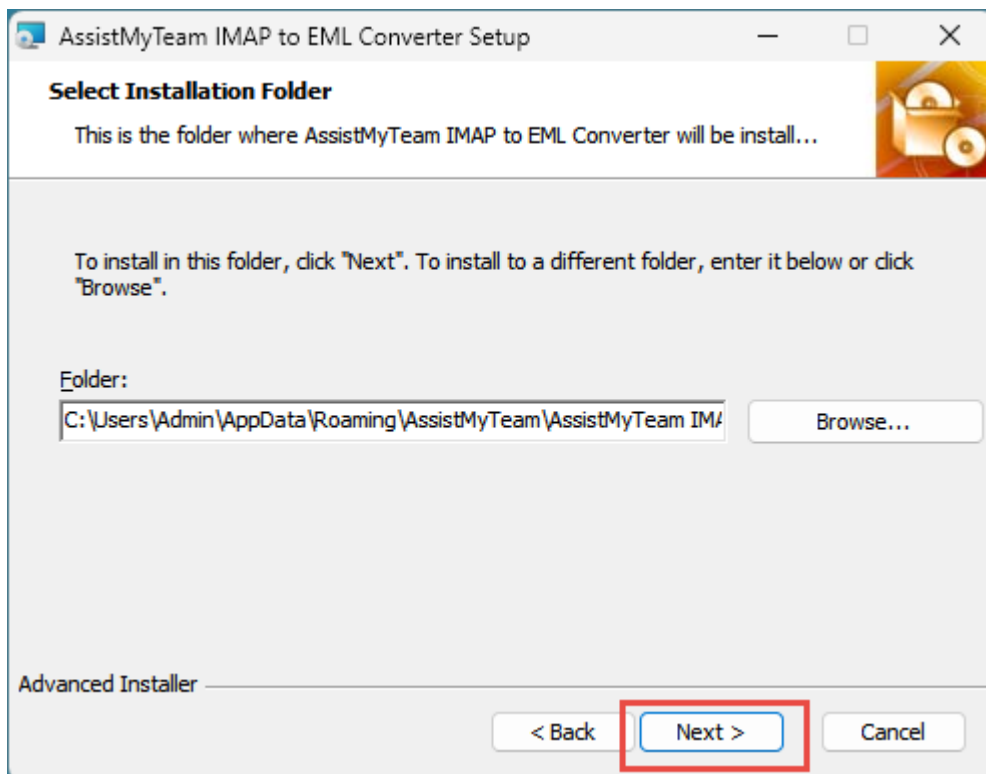 AssistMyTeam IMAP to EML Converter Setup
Select Installation Folder
This is the folder where AssistMyTeam IMAP to EML Converter will be install...
To install in this folder, click "Next". To install to a different folder, enter it below or click
"Browse".
Folder:
C:\Users\Admin\AppData\Roaming\AssistMyTeam\AssistMyTeam IMA
Browse...
Advanced Installer
< Back
Next >
Cancel